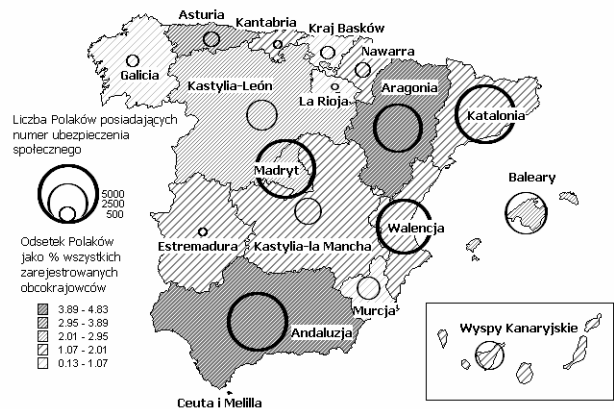 Asturia
Kantabria
Kraj Basków
Nawarra
Galicia
Kastylia-León
La Rioja
Aragonia
Katalonia
Liczba Polaków posiadających
numer ubezpieczenia
społecznego
5000
2500
500
Madryt
Baleary
Walencja
Estremadura
Kastylia-la Mancha
Odsetek Polaków
jako % wszystkich
zarejestrowanych
obcokrajowców
3.89 - 4.83
2.95 - 3.89
2.01 - 2.95
1.07 - 2.01
0.13 - 1.07
Murcja
Andaluzja
Wyspy Kanaryjskie
Ceuta i Melilla